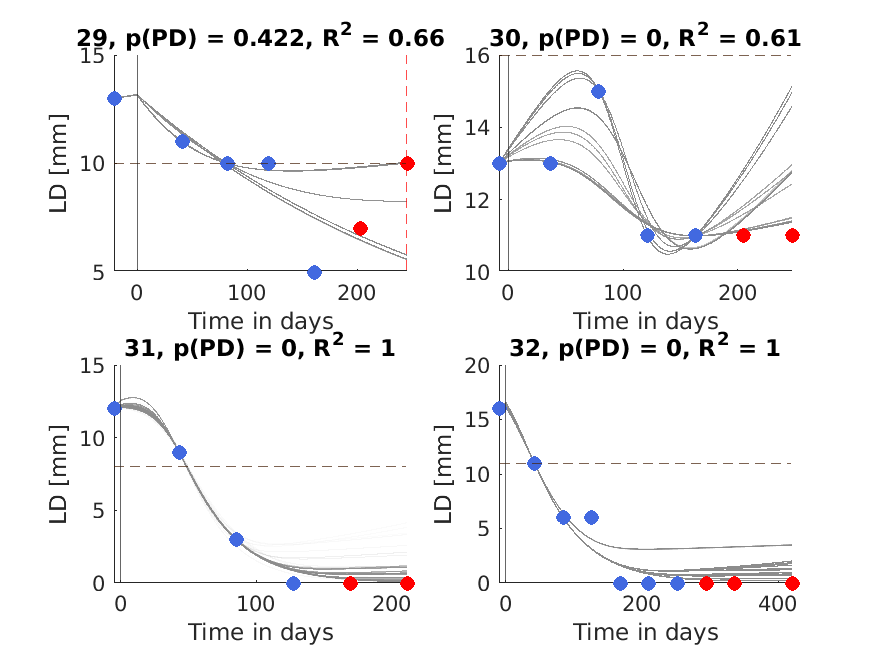 29, p(PD) = 0.422, R² = 0.66
15
10
5
LD [mm]
0
100
200
Time in days
30, p(PD) = 0, R² = 0.61
16
14
12
10
LD [mm]
0
100
200
Time in days
31, p(PD) = 0, R² = 1
15
10
5
0
LD [mm]
0
100
200
Time in days
32, p(PD) = 0, R² = 1
20
15
10
5
0
LD [mm]
0
200
400
Time in days